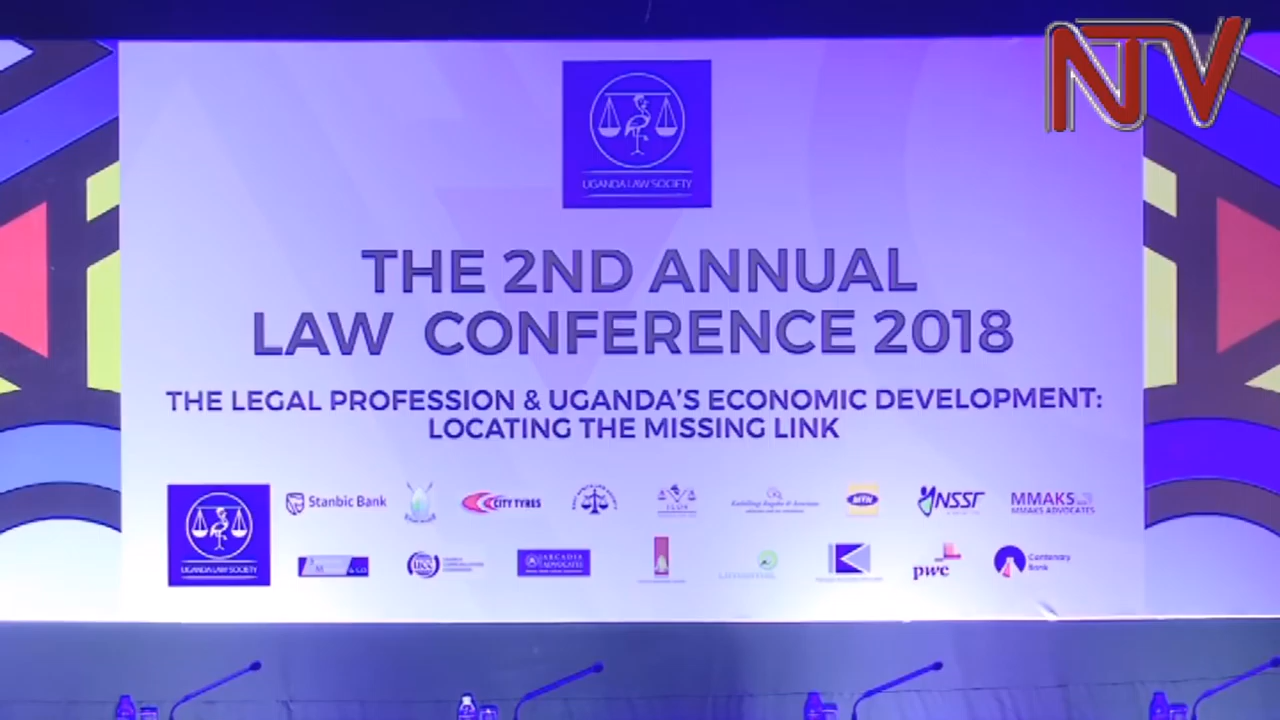 NTV
UGANDA LAW SOCIETY
THE 2ND ANNUAL
LAW CONFERENCE 2018
THE LEGAL PROFESSION & UGANDA'S ECONOMIC DEVELOPMENT:
LOCATING THE MISSING LINK
UGANDA LAW SOCIETY
Stanbic Bank
CITY TYRES
MTN
NSSF
MMAKS
MMAKS ADVOCATES
& CO
ARCADIA
ADVOCATES
pwc
Centenary
Bank